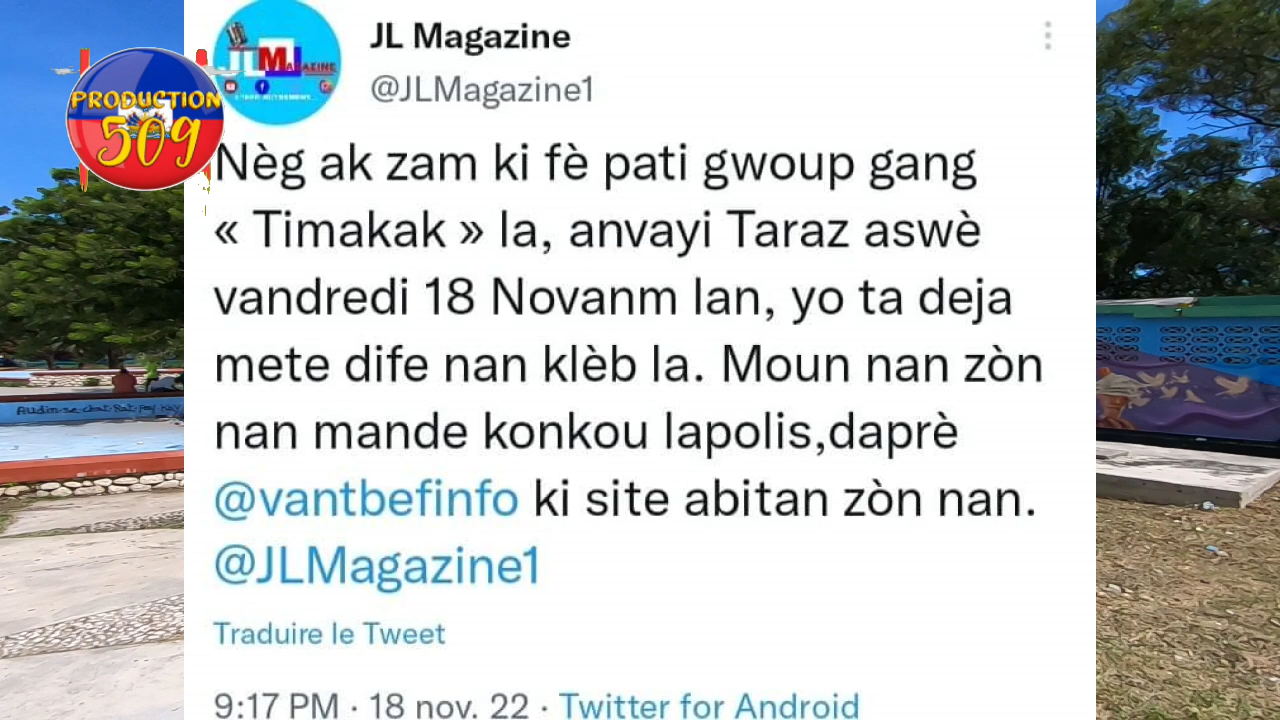 JL Magazine
@JLMagazine1
PRODUCTION
509
JLMAGAZINE
Nèg ak zam ki fè pati gwoup gang
« Timakak » la, anvayi Taraz aswè
vandredi 18 Novanm lan, yo ta deja
mete dife nan klèb la. Moun nan zòn
nan mande konkou lapolis,daprè
@vantbefinfo ki site abitan zòn nan.
@JLMagazine1
Traduire le Tweet
9:17 PM · 18 nov. 22 · Twitter for Android